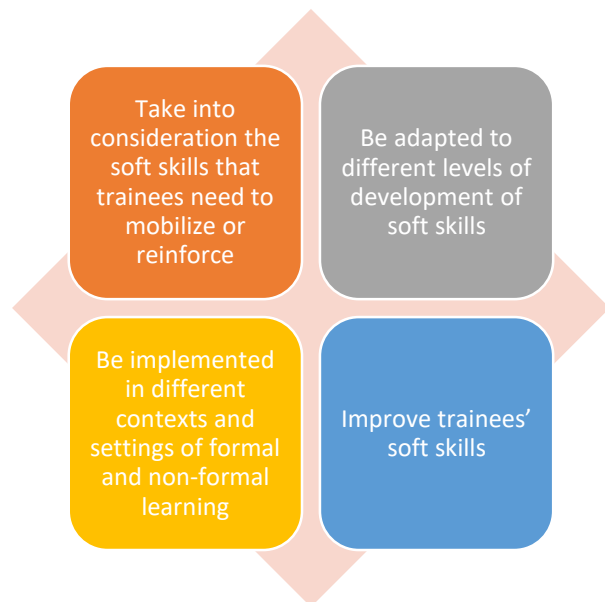 Take into
consideration the
soft skills that
trainees need to
mobilize or
reinforce
Be adapted to
different levels of
development of
soft skills
Be implemented
in different
contexts and
settings of formal
and non-formal
learning
Improve trainees’
soft skills